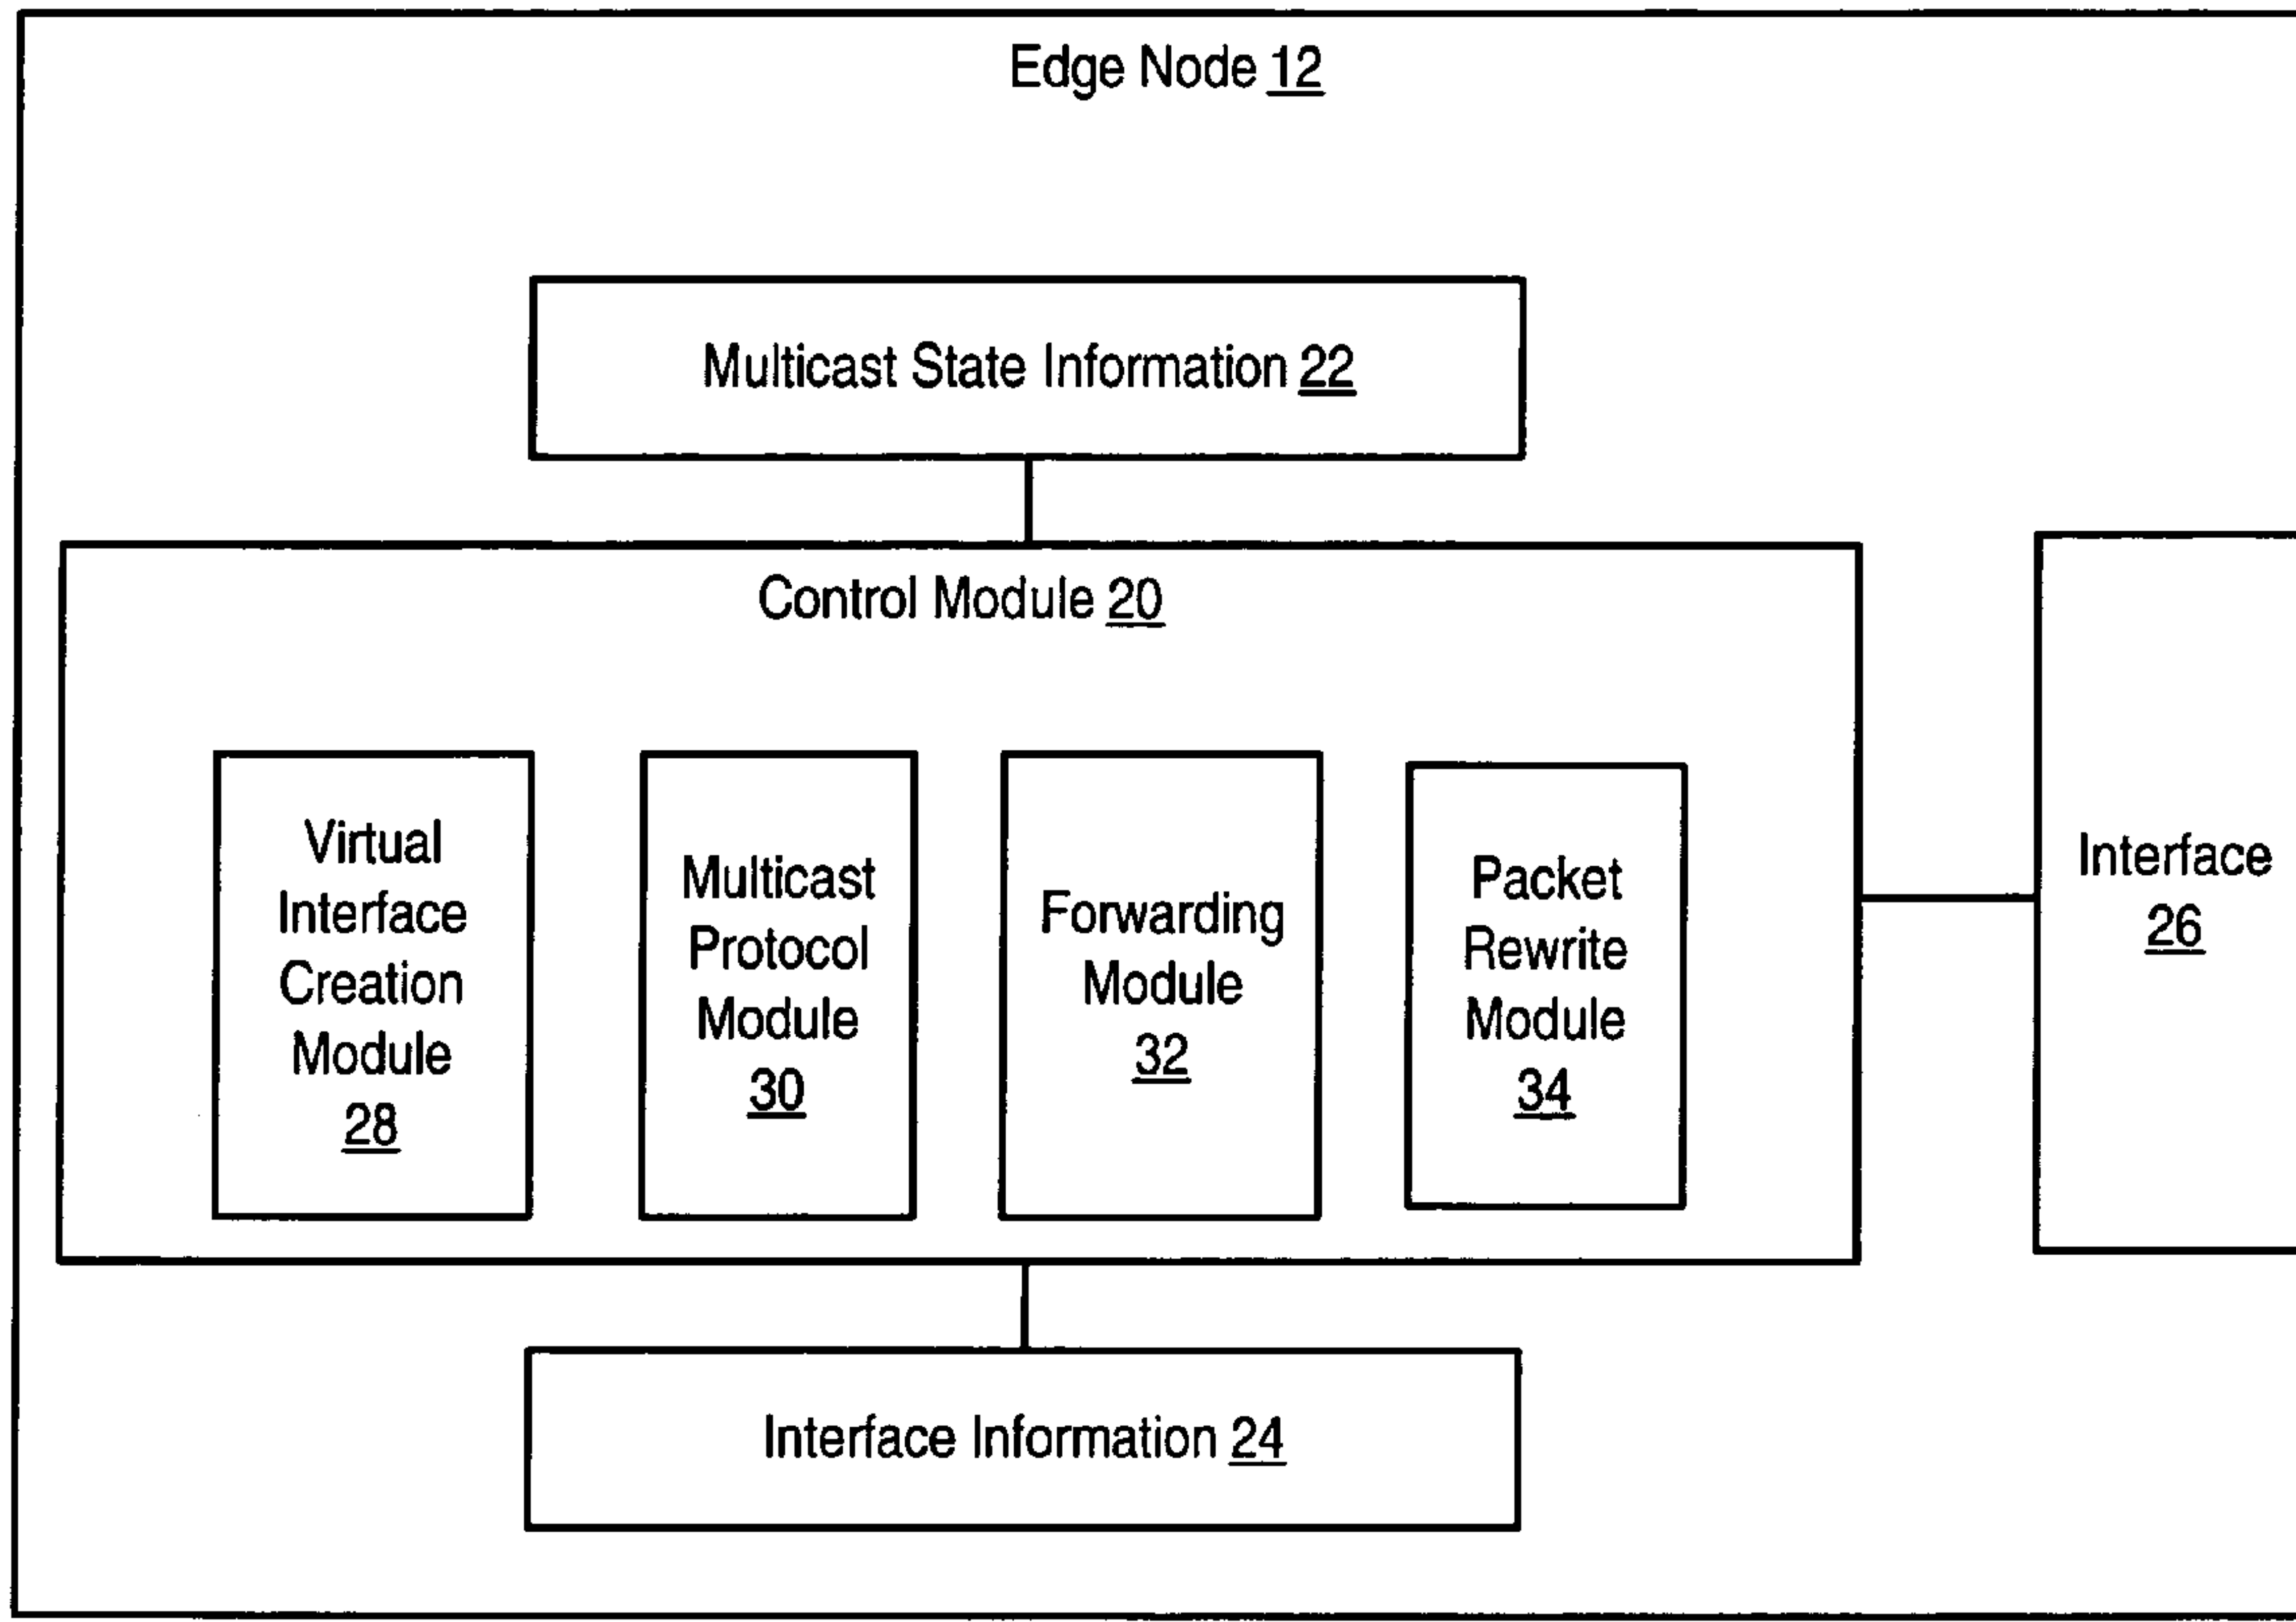 Edge Node 12
Multicast State Information 22
Control Module 20
Virtual
Interface
Creation
Module
28
Multicast
Protocol
Module
30
Forwarding
Module
32
Packet
Rewrite
Module
34
Interface
26
Interface Information 24